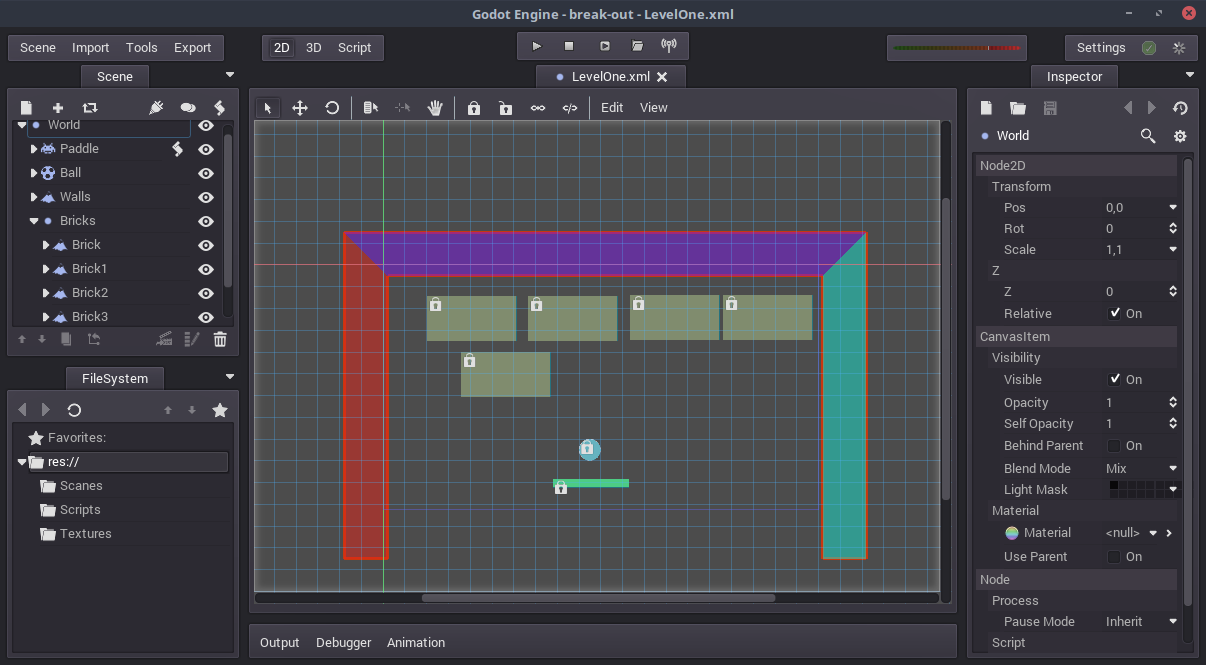 Godot Engine - break-out - LevelOne.xml
Scene Import Tools Export
2D 3D Script
Settings
Scene
LevelOne.xml
Inspector
Edit View
World
Paddle
Ball
Walls
Bricks
Brick
Brick1
Brick2
Brick3
FileSystem
Favorites:
res://
Scanes
Scripts
Textures
Output Debugger Animation
World
Node2D
Transform
Pos 0,0
Rot 0
Scale 1,1
Z
Z 0
Relative On
CanvasItem
Visibility
Visible On
Opacity 1
Self Opacity 1
Behind Parent On
Blend Mode Mix
Light Mask
Material
Material <null>
Use Parent On
Node
Process
Pause Mode Inherit
Script